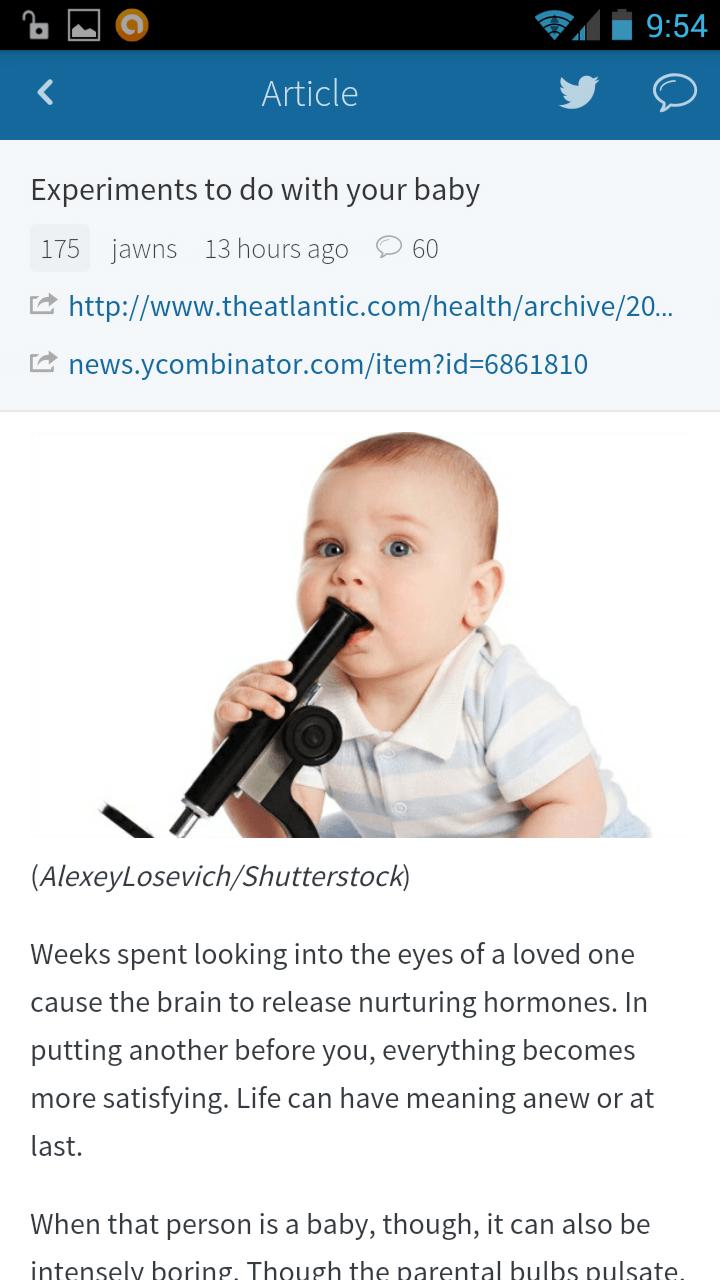 9:54
Article
Experiments to do with your baby
175 jawns 13 hours ago 60
http://www.theatlantic.com/health/archive/20...
news.ycombinator.com/item?id=6861810
(AlexeyLosevich/Shutterstock)
Weeks spent looking into the eyes of a loved one
cause the brain to release nurturing hormones. In
putting another before you, everything becomes
more satisfying. Life can have meaning anew or at
last.
When that person is a baby, though, it can also be
intensely boring. Though the parental bulbs pulsate,